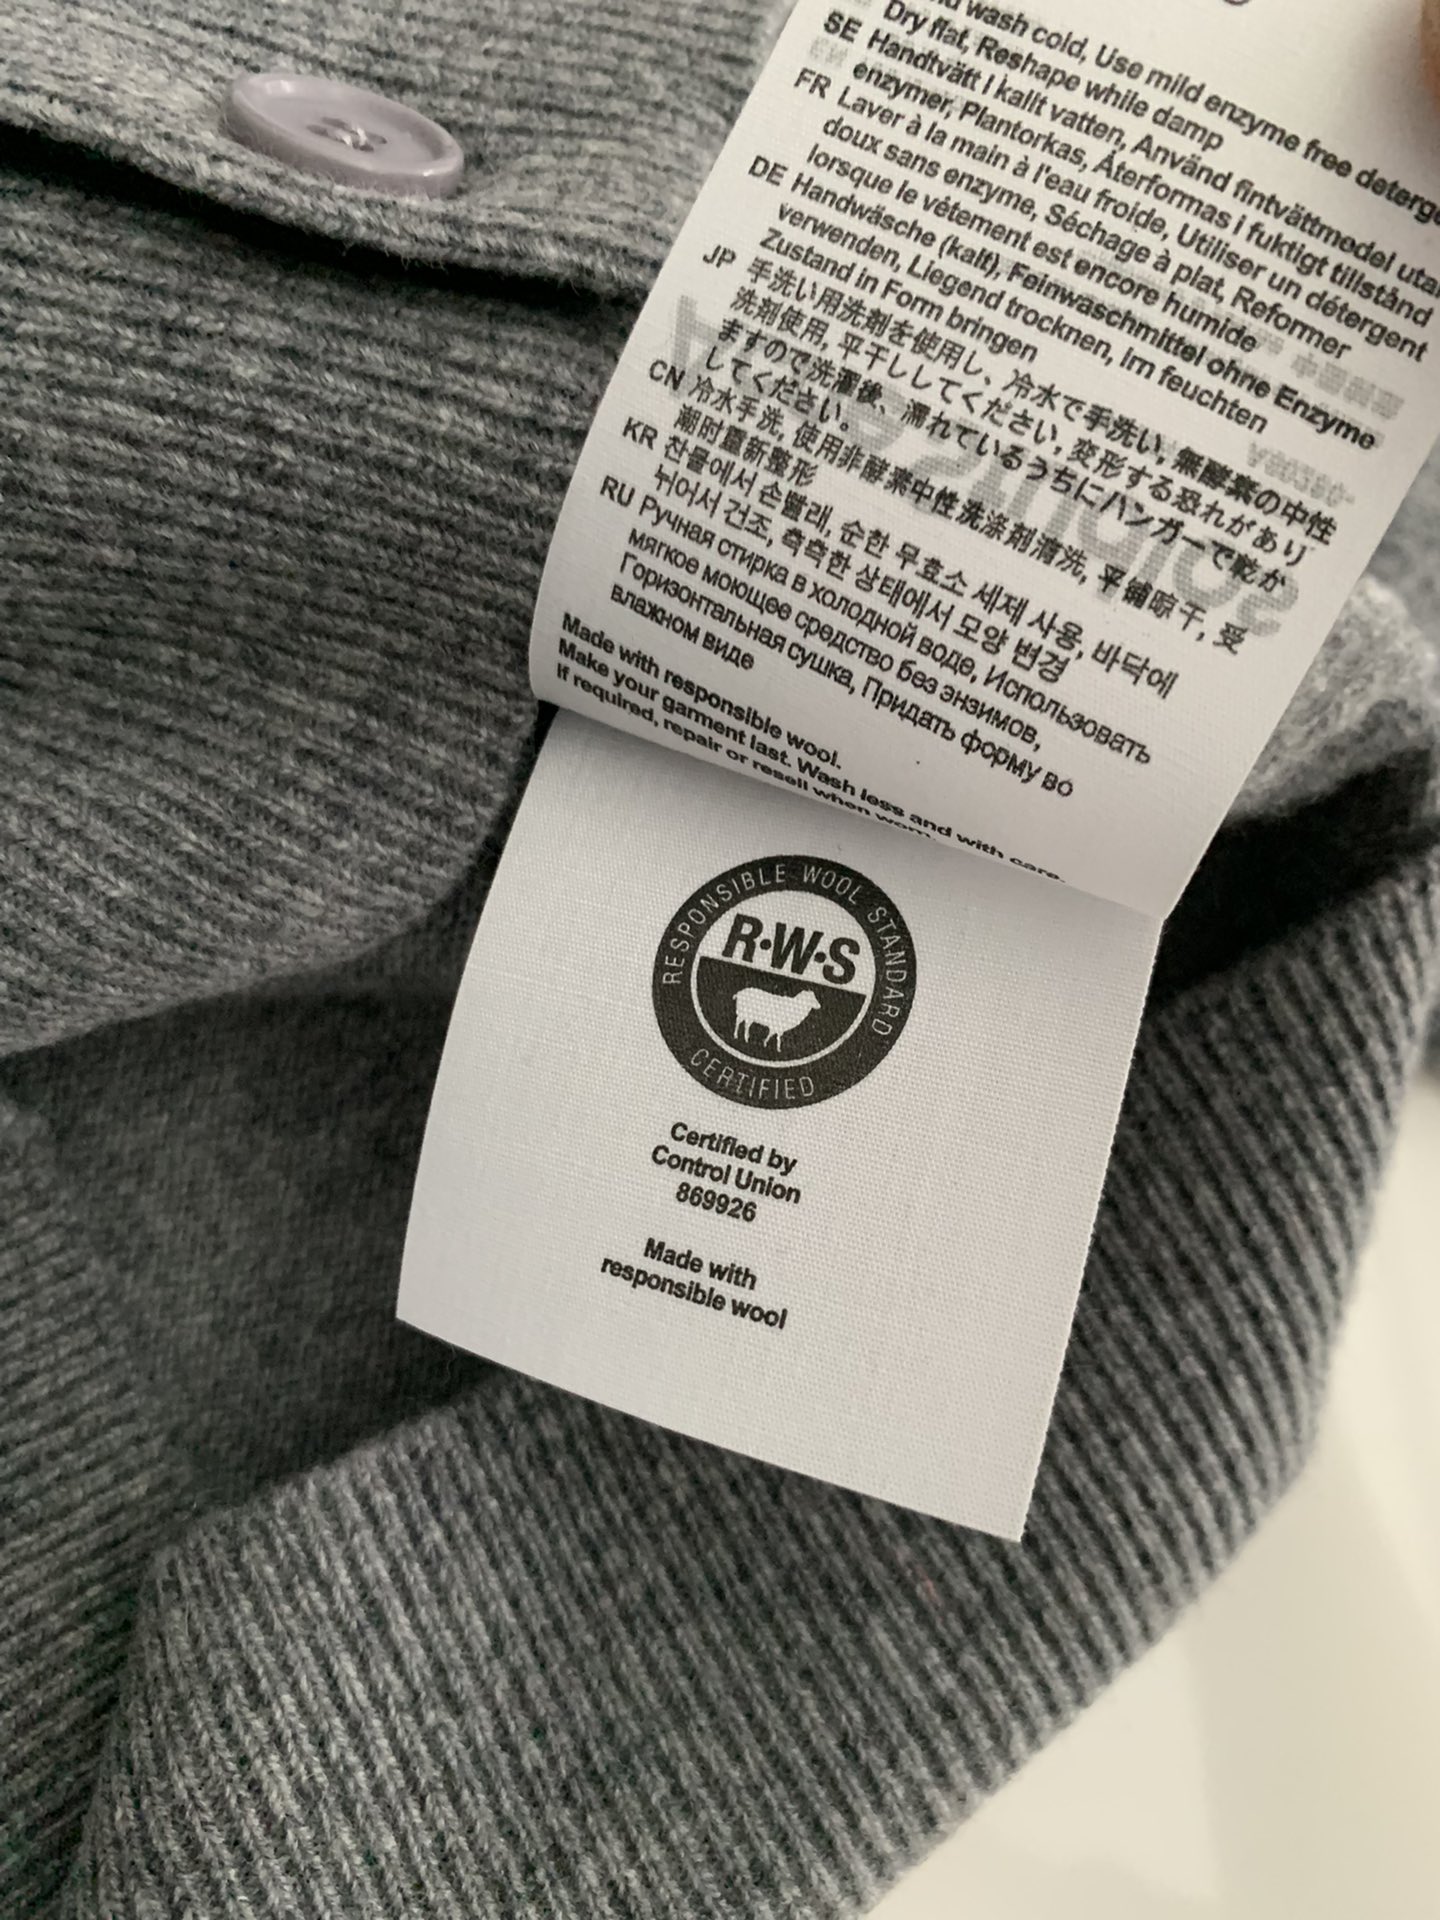 wash cold, Use mild enzyme free
Dry flat, Reshape while damp
SE Handtvätt i kallt vatten, Använd fintvättmedel
enzymer, Plantorkas, Återformas i fuktigt tillstånd
FR Laver à la main à l'eau froide, Utiliser un détergent
doux sans enzyme, Séchage à plat, Reformer
lorsque le vêtement est encore humide
DE Handwäsche (kalt), Feinwaschmittel ohne Enzyme
verwenden, Liegend trocknen, Im feuchten
Zustand in Form bringen
JP 手洗い用洗剤を使用し、冷水で手洗い, 無酵素の中性
洗剤使用, 平干ししてください, 変形する恐れがあり
ますので洗濯後、濡れているうちにハンガーで乾か
してください。
CN 冷水手洗, 使用非酵素中性洗涤剂清洗, 平鋪晾干, 受
潮时重新整形
KR 찬물에서 손빨래, 순한 무효소 세제 사용, 바닥에
뉘어서 건조, 축축한 상태에서 모양 변경
RU Ручная стирка в холодной воде, Использовать
мягкое моющее средство без энзимов,
Горизонтальная сушка, Придать форму во
влажном виде
Made with responsible wool.
Make your garment last. Wash less and with care.
If required, repair or resell when worn.
RESPONSIBLE WOOL STANDARD
R·W·S
CERTIFIED
Certified by
Control Union
869926
Made with
responsible wool